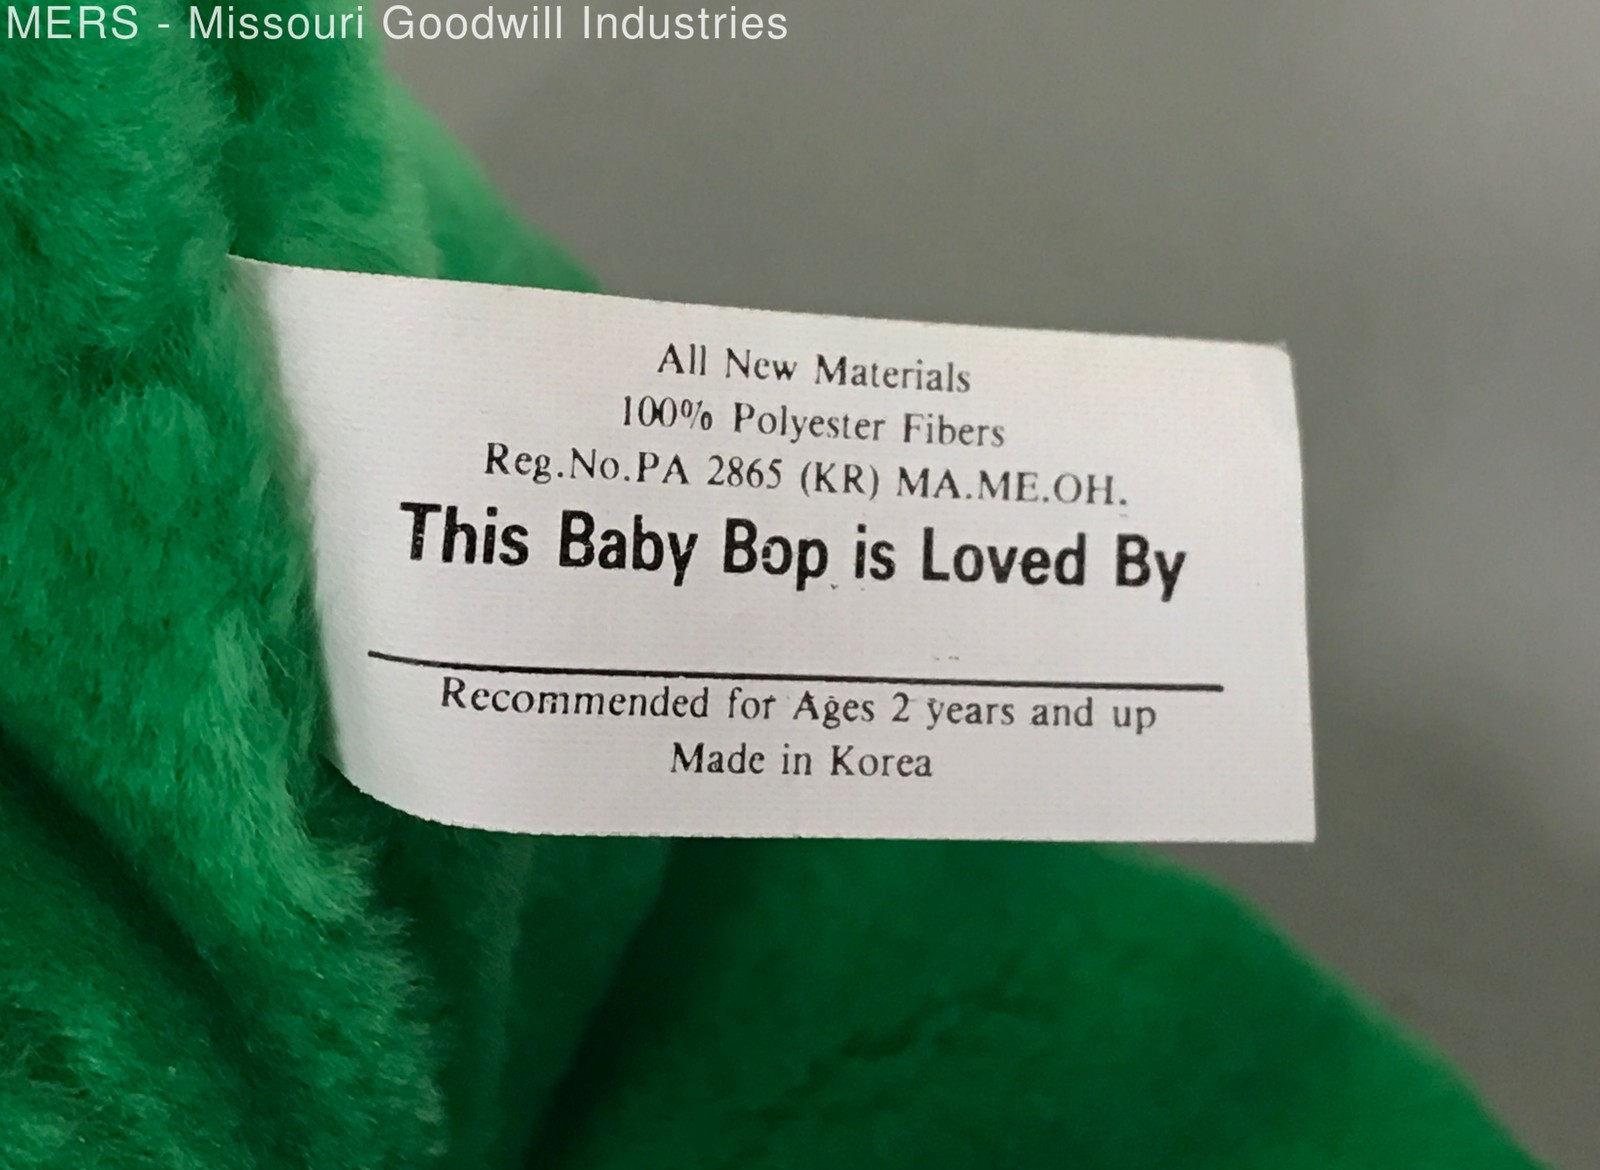 MERS - Missouri Goodwill Industries
All New Materials
100% Polyester Fibers
Reg.No.PA 2865 (KR) MA.ME.OH.
This Baby Bop is Loved By
Recommended for Ages 2 years and up
Made in Korea